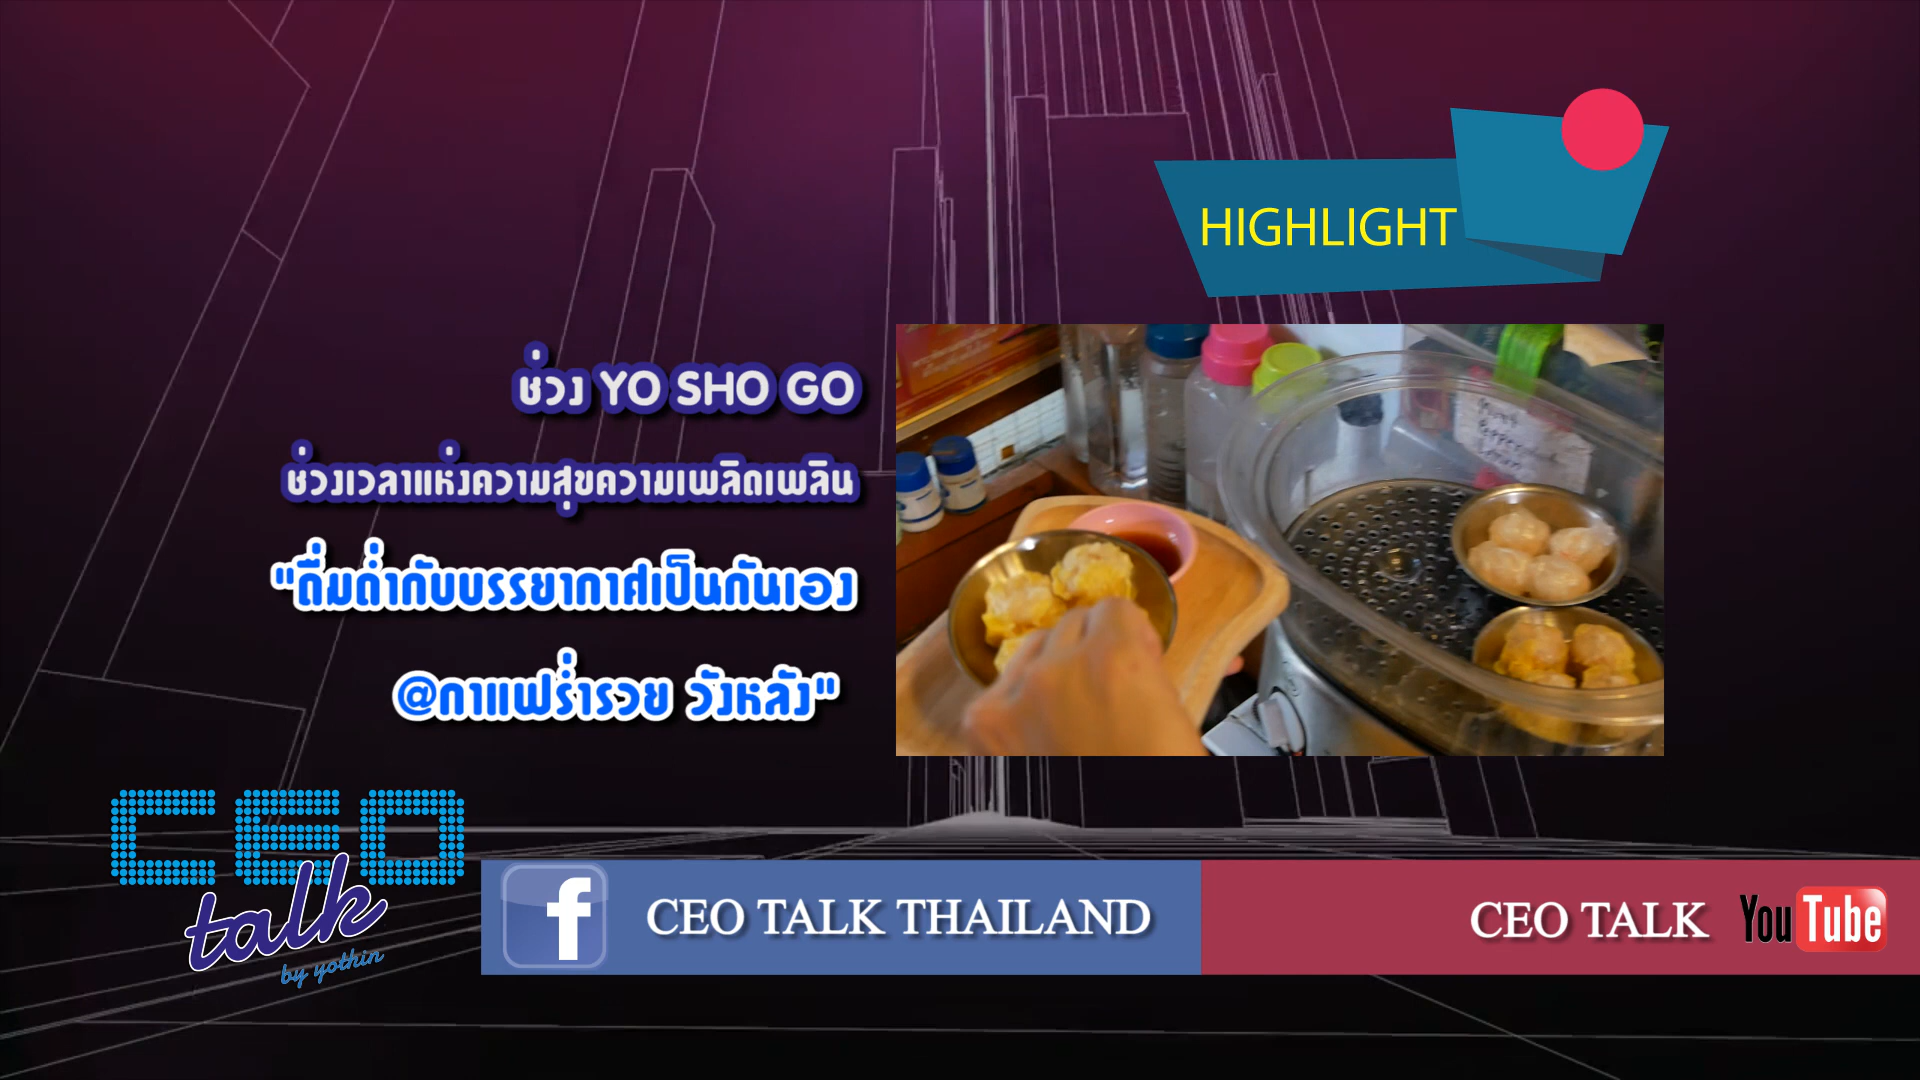 HIGHLIGHT
ช่วง YO SHO GO
ช่วงเวลาแห่งความสุขความเพลิดเพลิน
"ดื่มด่ำกับบรรยากาศเป็นกันเอง
@กาแฟร่ำรวย วังหลัง"
CEO
talk
by yothin
f CEO TALK THAILAND
CEO TALK YouTube